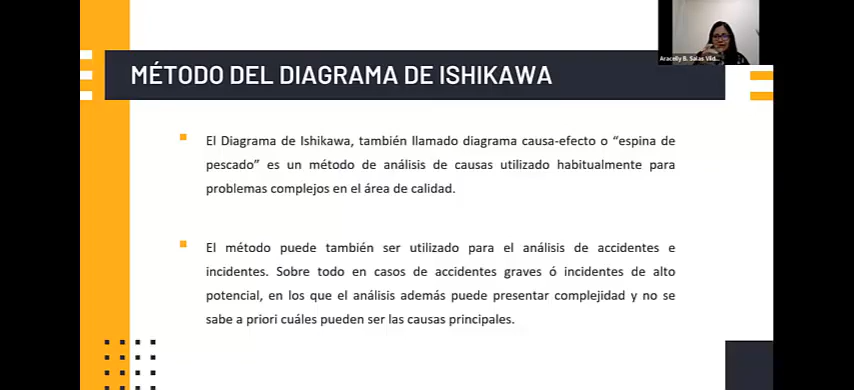 Aracelly B. Salas Vild...
MÉTODO DEL DIAGRAMA DE ISHIKAWA
El Diagrama de Ishikawa, también llamado diagrama causa-efecto o “espina de
pescado” es un método de análisis de causas utilizado habitualmente para
problemas complejos en el área de calidad.
El método puede también ser utilizado para el análisis de accidentes e
incidentes. Sobre todo en casos de accidentes graves ó incidentes de alto
potencial, en los que el análisis además puede presentar complejidad y no se
sabe a priori cuáles pueden ser las causas principales.